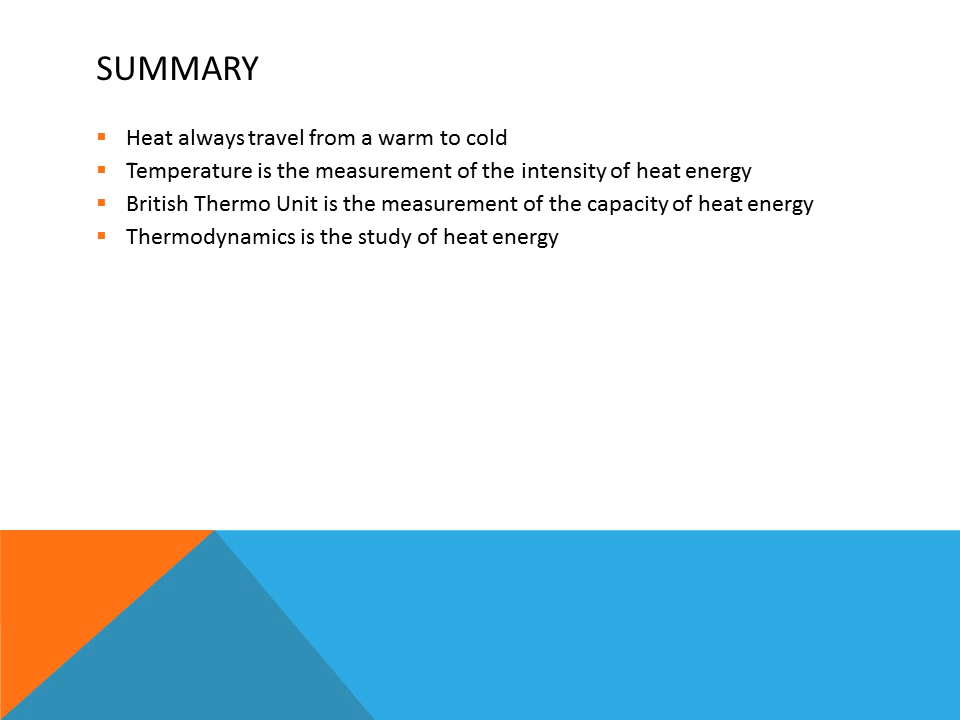 SUMMARY
Heat always travel from a warm to cold
Temperature is the measurement of the intensity of heat energy
British Thermo Unit is the measurement of the capacity of heat energy
Thermodynamics is the study of heat energy